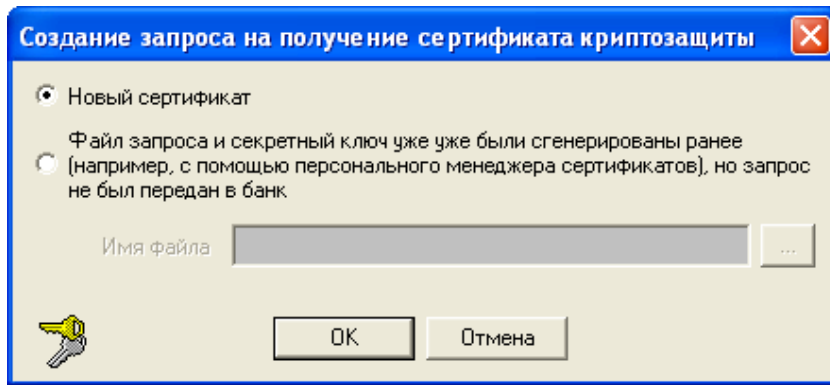 Создание запроса на получение сертификата криптозащиты
Новый сертификат
Файл запроса и секретный ключ уже уже были сгенерированы ранее
(например, с помощью персонального менеджера сертификатов), но запрос
не был передан в банк
Имя файла
...
OK
Отмена